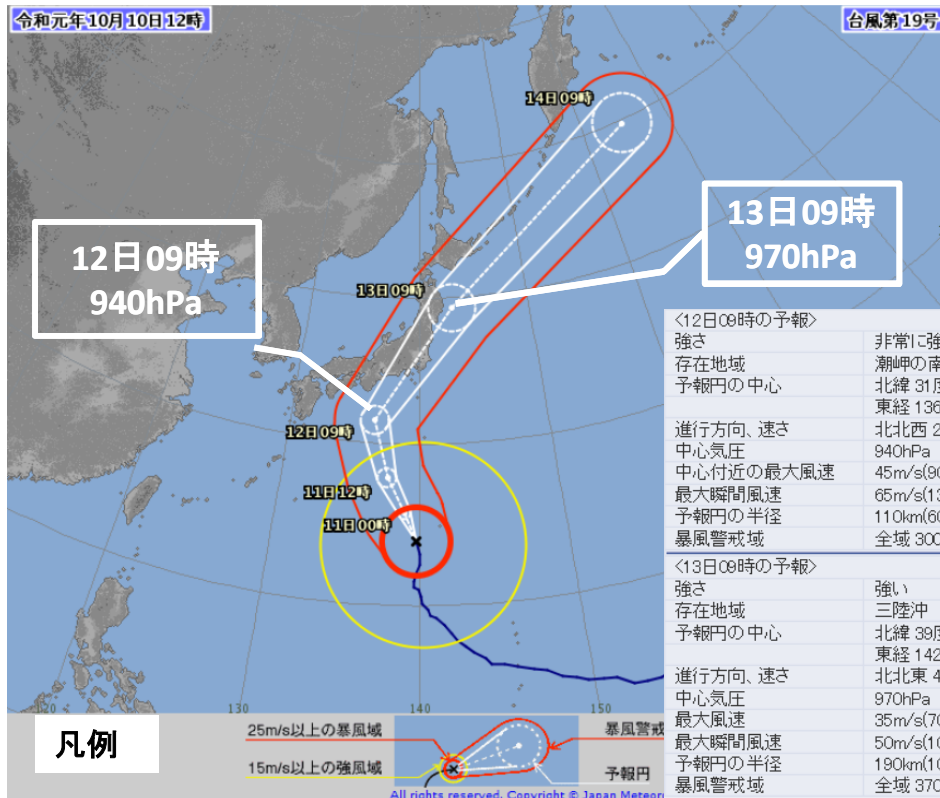 令和元年10月10日12時
台風第19号
14日09時
13日09時
970hPa
12日09時
940hPa
13日09時
12日09時
11日12時
11日00時
<12日09時の予報>
強さ 非常に強
存在地域 潮岬の南
予報円の中心 北緯 31度
東経 136
進行方向、速さ 北北西 2
中心気圧 940hPa
中心付近の最大風速 45m/s(90
最大瞬間風速 65m/s(13
予報円の半径 110km(60
暴風警戒域 全域 300
<13日09時の予報>
強さ 強い
存在地域 三陸沖
予報円の中心 北緯 39度
東経 142
進行方向、速さ 北北東 4
中心気圧 970hPa
最大風速 35m/s(70
最大瞬間風速 50m/s(10
予報円の半径 190km(10
暴風警戒域 全域 370
120 130 140 150
凡例
25m/s以上の暴風域
15m/s以上の強風域
暴風警戒
予報円
All rights reserved. Copyright © Japan Meteor